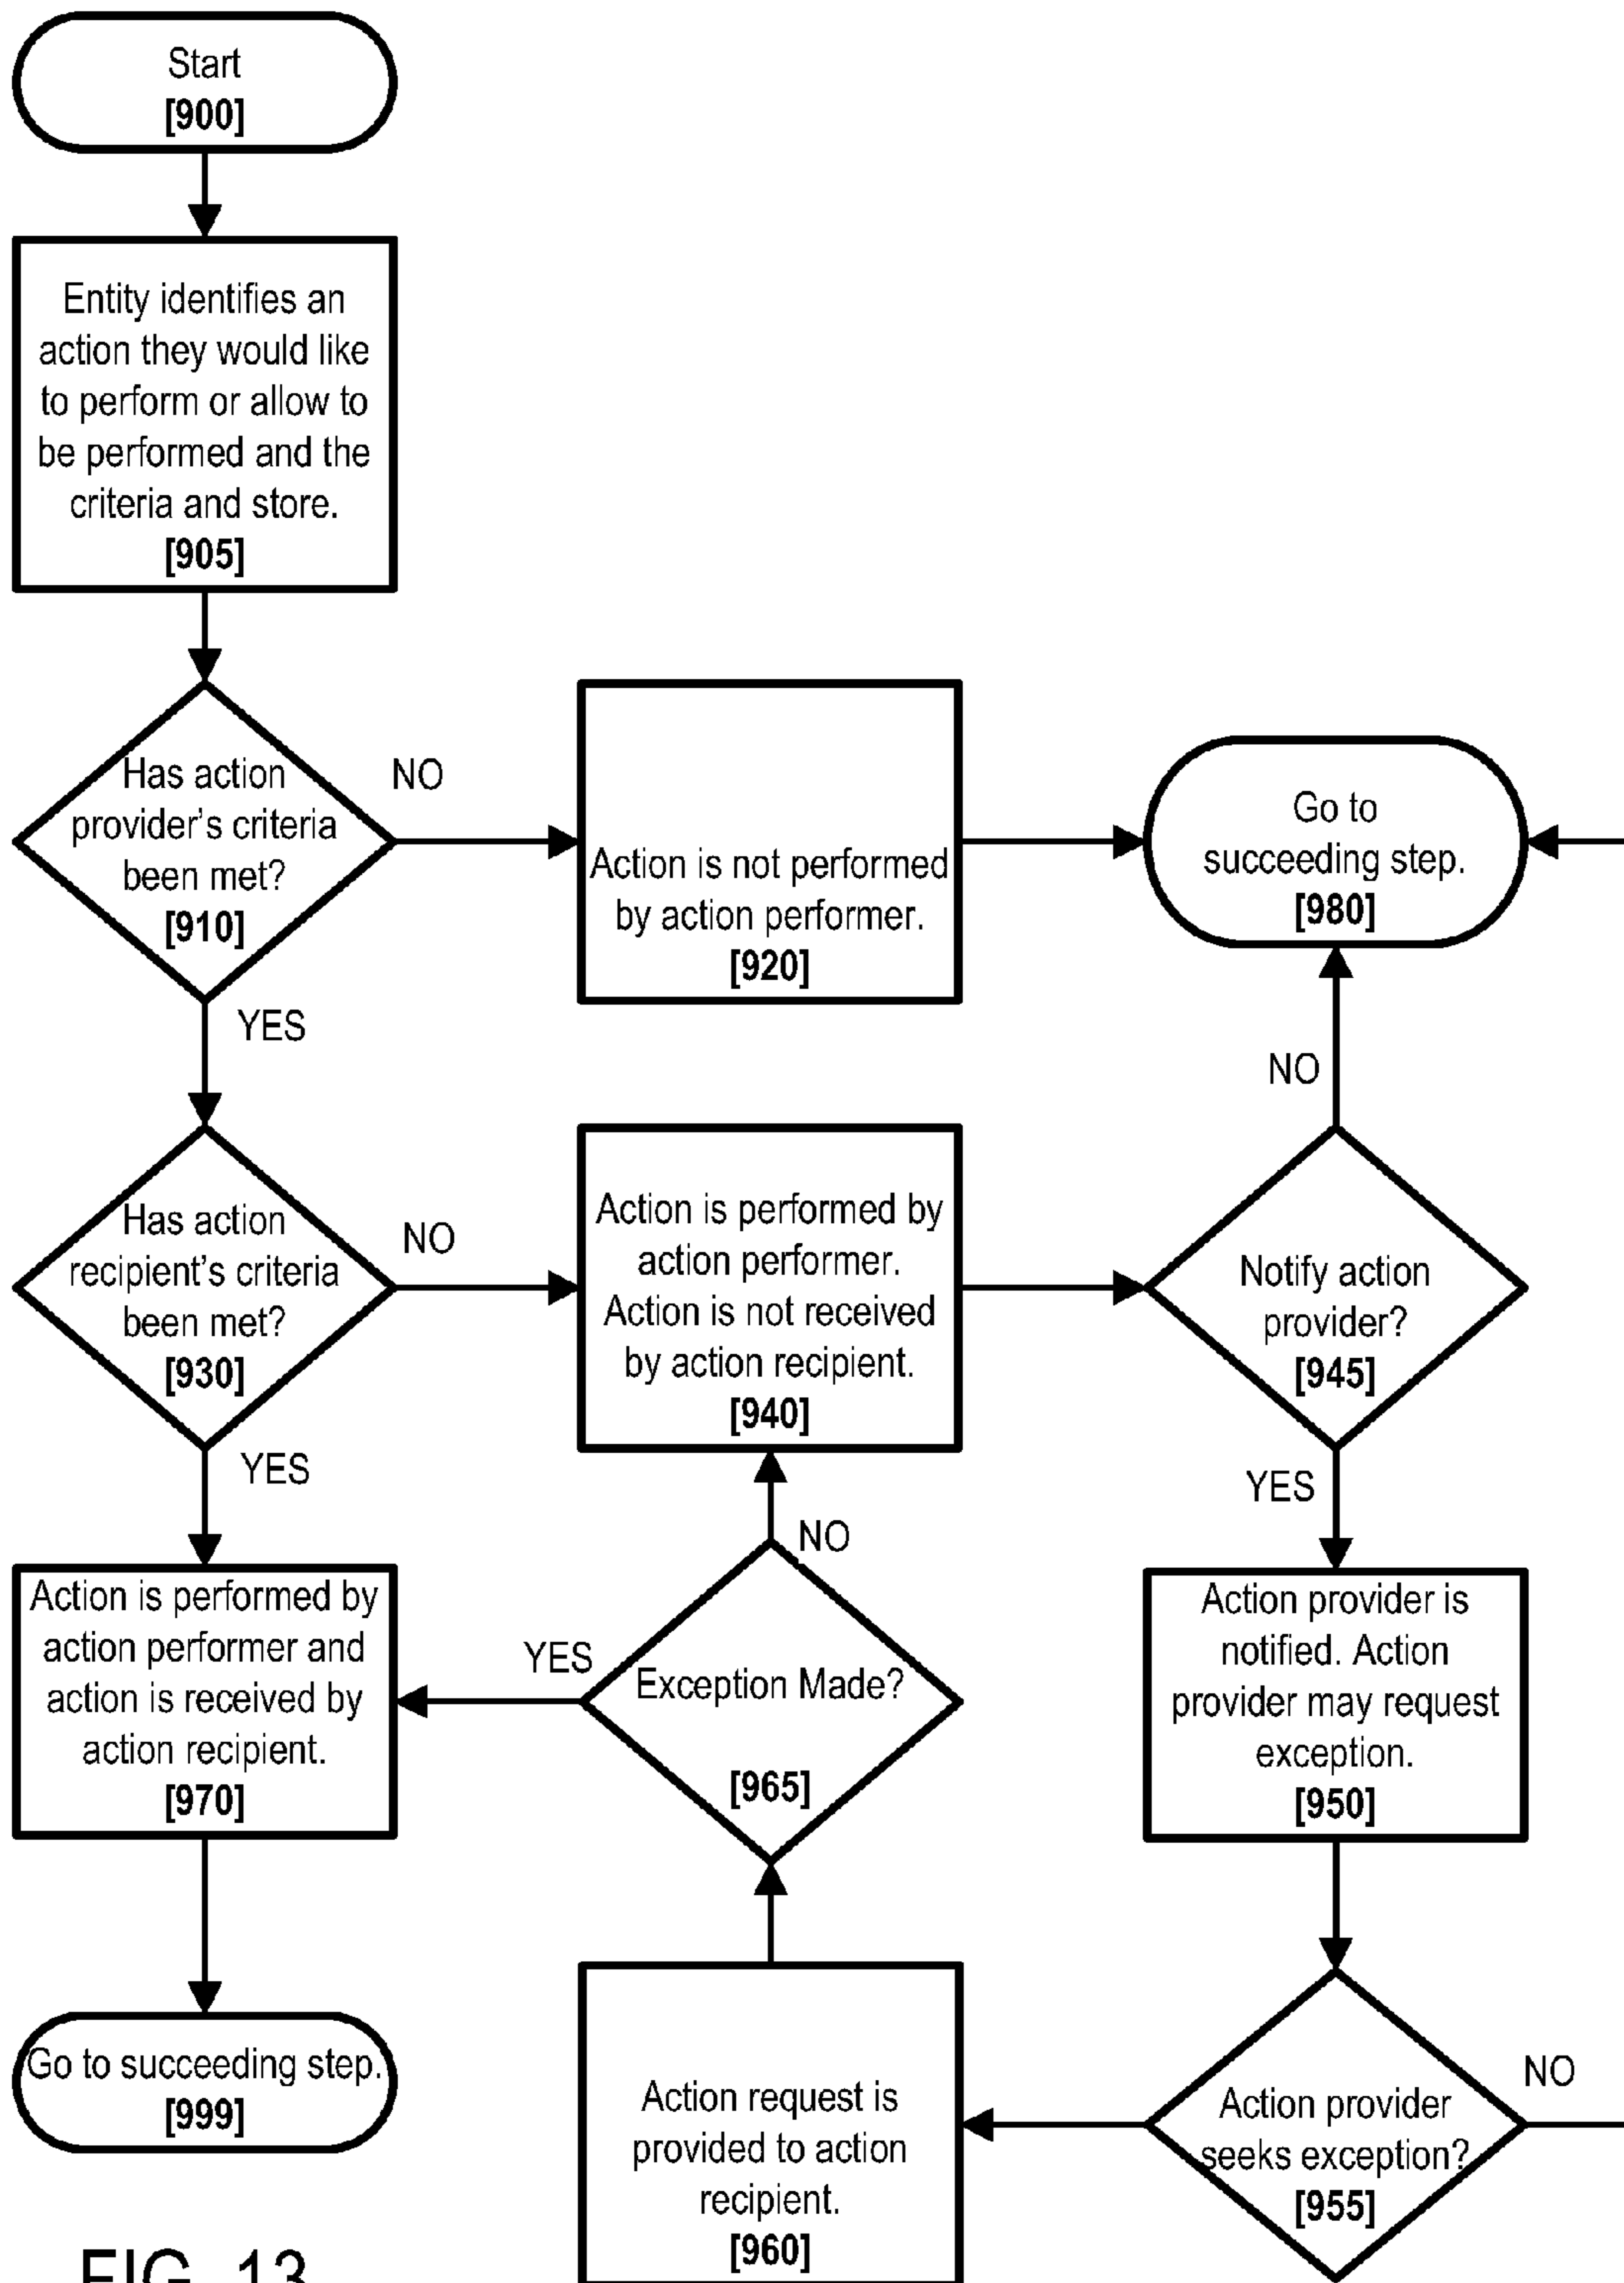 Start
[900]
Entity identifies an
action they would like
to perform or allow to
be performed and the
criteria and store.
[905]
Has action
provider's criteria
been met?
[910]
NO
YES
Action is not performed
by action performer.
[920]
Go to
succeeding step.
[980]
NO
Has action
recipient's criteria
been met?
[930]
NO
YES
Action is performed by
action performer.
Action is not received
by action recipient.
[940]
Notify action
provider?
[945]
YES
Action is performed by
action performer and
action is received by
action recipient.
[970]
YES
Exception Made?
[965]
NO
Action provider is
notified. Action
provider may request
exception.
[950]
Go to succeeding step.
[999]
Action request is
provided to action
recipient.
[960]
Action provider
seeks exception?
[955]
NO
FIG. 13